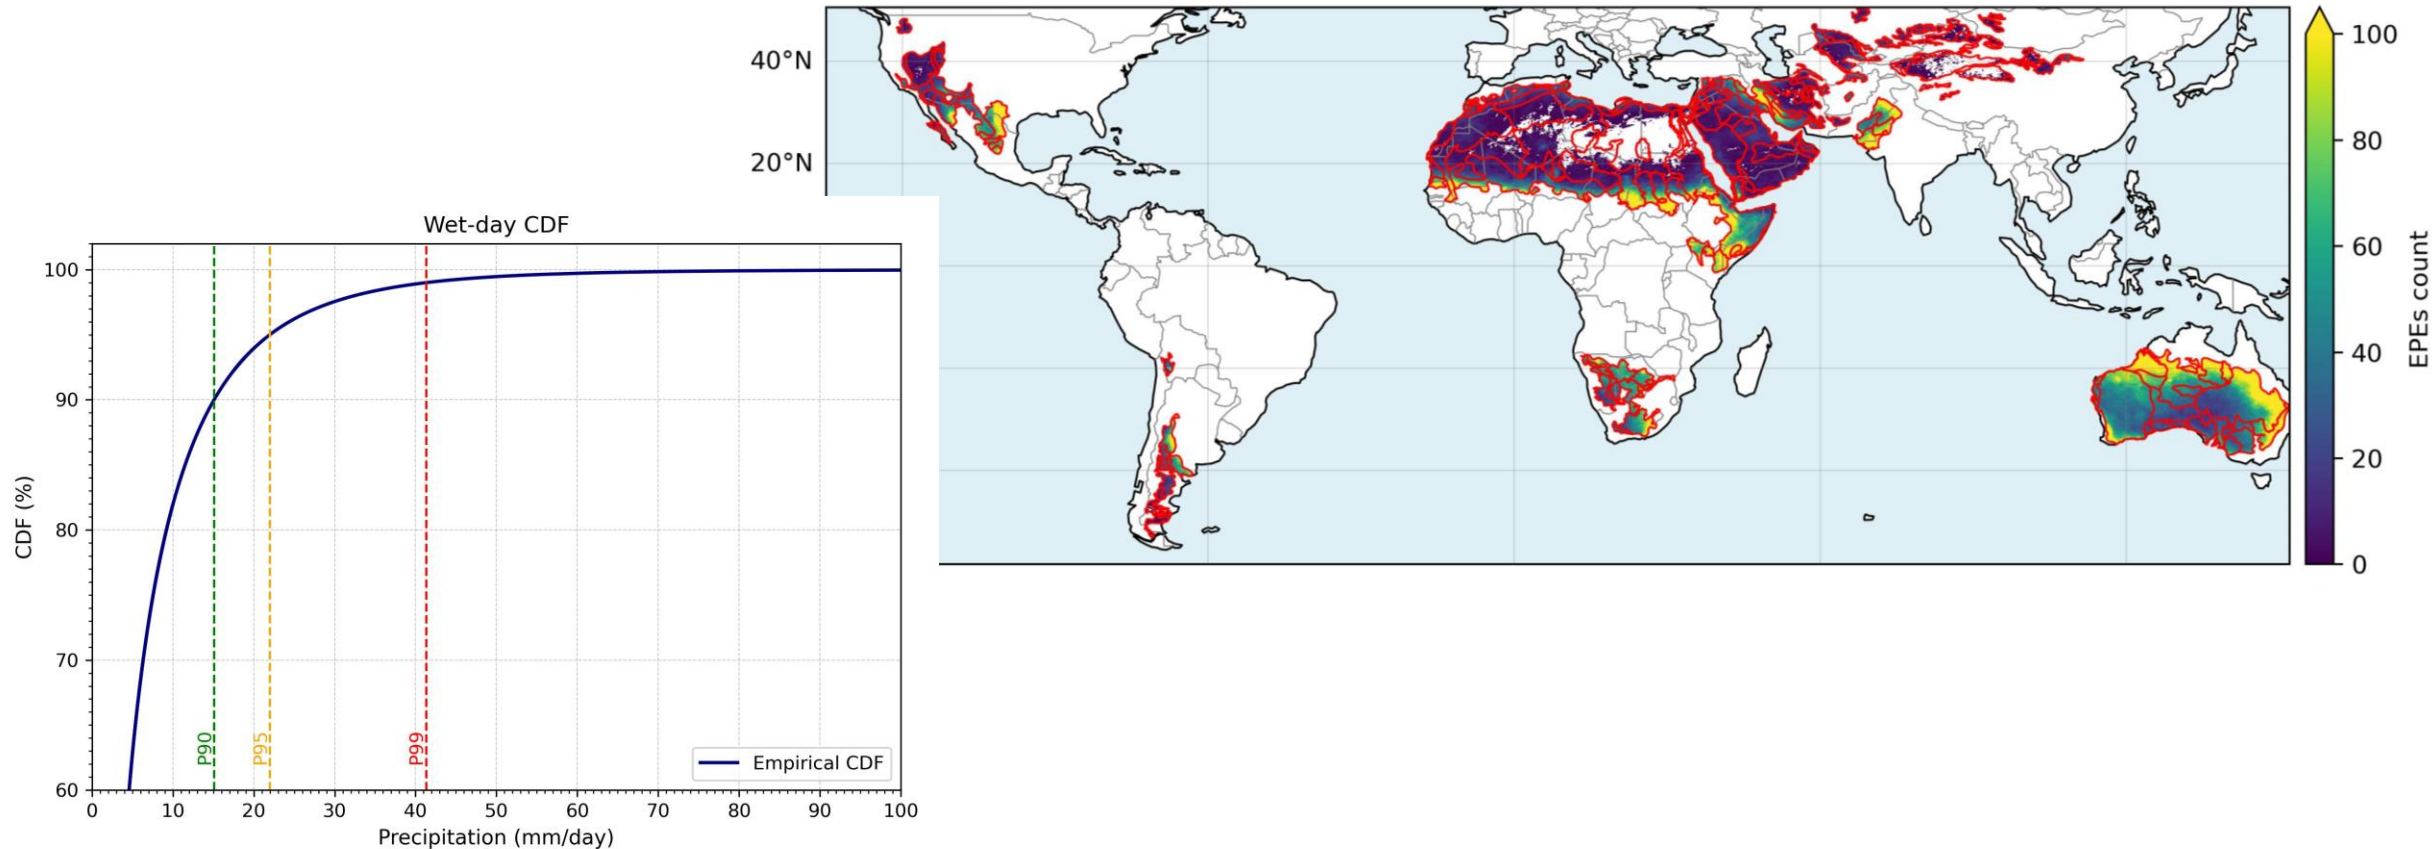 40°N
20°N
100
80
60
40
20
0
EPEs count
Wet-day CDF
100
90
80
70
60
CDF (%)
P90
P95
P99
Empirical CDF
0 10 20 30 40 50 60 70 80 90 100
Precipitation (mm/day)